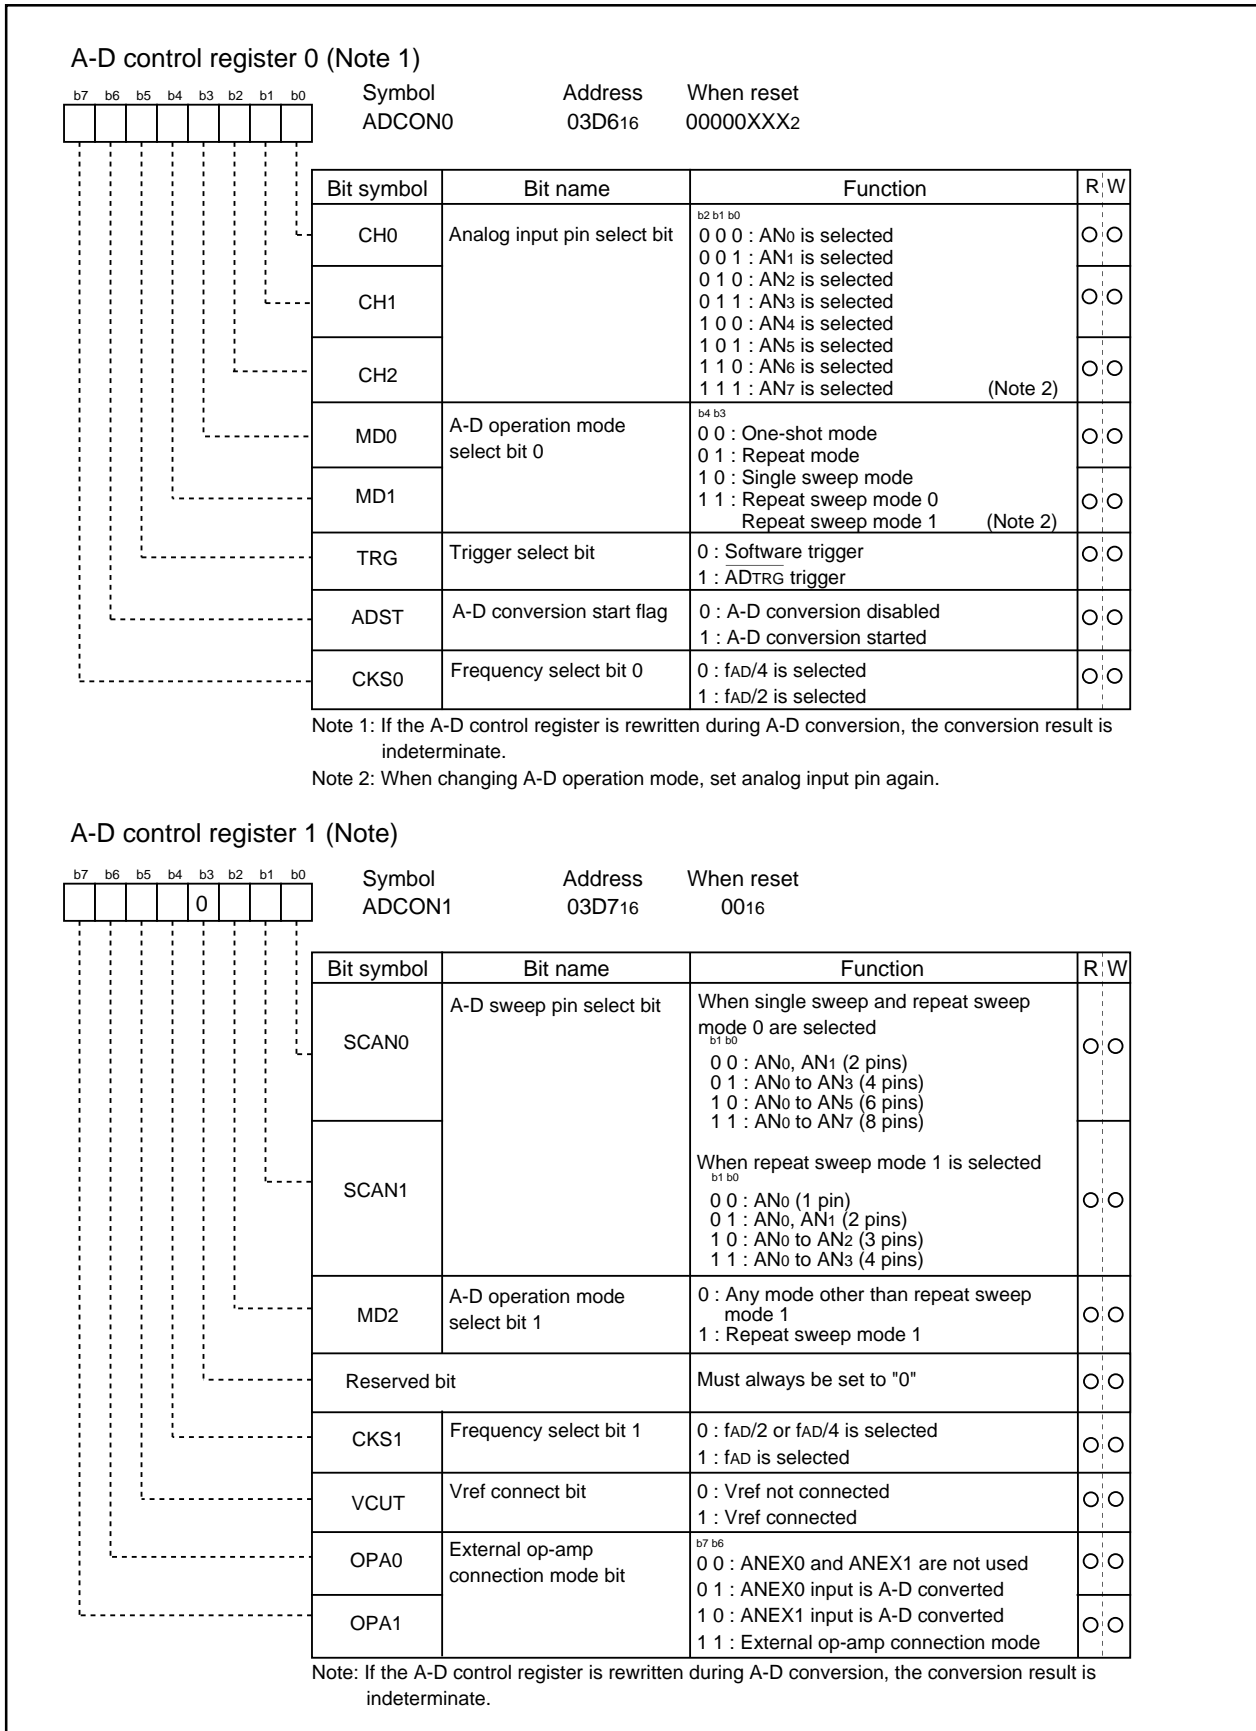 A-D control register 0 (Note 1)
b7 b6 b5 b4 b3 b2 b1 b0
Symbol Address When reset
ADCON0 03D616 00000XXX2
Bit symbol Bit name Function R W
CH0 Analog input pin select bit
b2 b1 b0
0 0 0 : AN0 is selected
0 0 1 : AN1 is selected
0 1 0 : AN2 is selected
CH1
0 1 1 : AN3 is selected
1 0 0 : AN4 is selected
1 0 1 : AN5 is selected
CH2
1 1 0 : AN6 is selected
1 1 1 : AN7 is selected (Note 2)
MD0 A-D operation mode
select bit 0
b4 b3
0 0 : One-shot mode
0 1 : Repeat mode
MD1
1 0 : Single sweep mode
1 1 : Repeat sweep mode 0
Repeat sweep mode 1 (Note 2)
TRG Trigger select bit 0 : Software trigger
1 : ADTRG trigger
ADST A-D conversion start flag 0 : A-D conversion disabled
1 : A-D conversion started
CKS0 Frequency select bit 0 0 : fAD/4 is selected
1 : fAD/2 is selected
Note 1: If the A-D control register is rewritten during A-D conversion, the conversion result is
indeterminate.
Note 2: When changing A-D operation mode, set analog input pin again.
A-D control register 1 (Note)
b7 b6 b5 b4 b3 b2 b1 b0
0
Symbol Address When reset
ADCON1 03D716 0016
Bit symbol Bit name Function R W
SCAN0 A-D sweep pin select bit
When single sweep and repeat sweep
mode 0 are selected
b1 b0
0 0 : AN0, AN1 (2 pins)
0 1 : AN0 to AN3 (4 pins)
1 0 : AN0 to AN5 (6 pins)
1 1 : AN0 to AN7 (8 pins)
SCAN1
When repeat sweep mode 1 is selected
b1 b0
0 0 : AN0 (1 pin)
0 1 : AN0, AN1 (2 pins)
1 0 : AN0 to AN2 (3 pins)
1 1 : AN0 to AN3 (4 pins)
MD2 A-D operation mode
select bit 1
0 : Any mode other than repeat sweep
mode 1
1 : Repeat sweep mode 1
Reserved bit Must always be set to "0"
CKS1 Frequency select bit 1 0 : fAD/2 or fAD/4 is selected
1 : fAD is selected
VCUT Vref connect bit 0 : Vref not connected
1 : Vref connected
OPA0 External op-amp
connection mode bit
b7 b6
0 0 : ANEX0 and ANEX1 are not used
0 1 : ANEX0 input is A-D converted
OPA1
1 0 : ANEX1 input is A-D converted
1 1 : External op-amp connection mode
Note: If the A-D control register is rewritten during A-D conversion, the conversion result is
indeterminate.